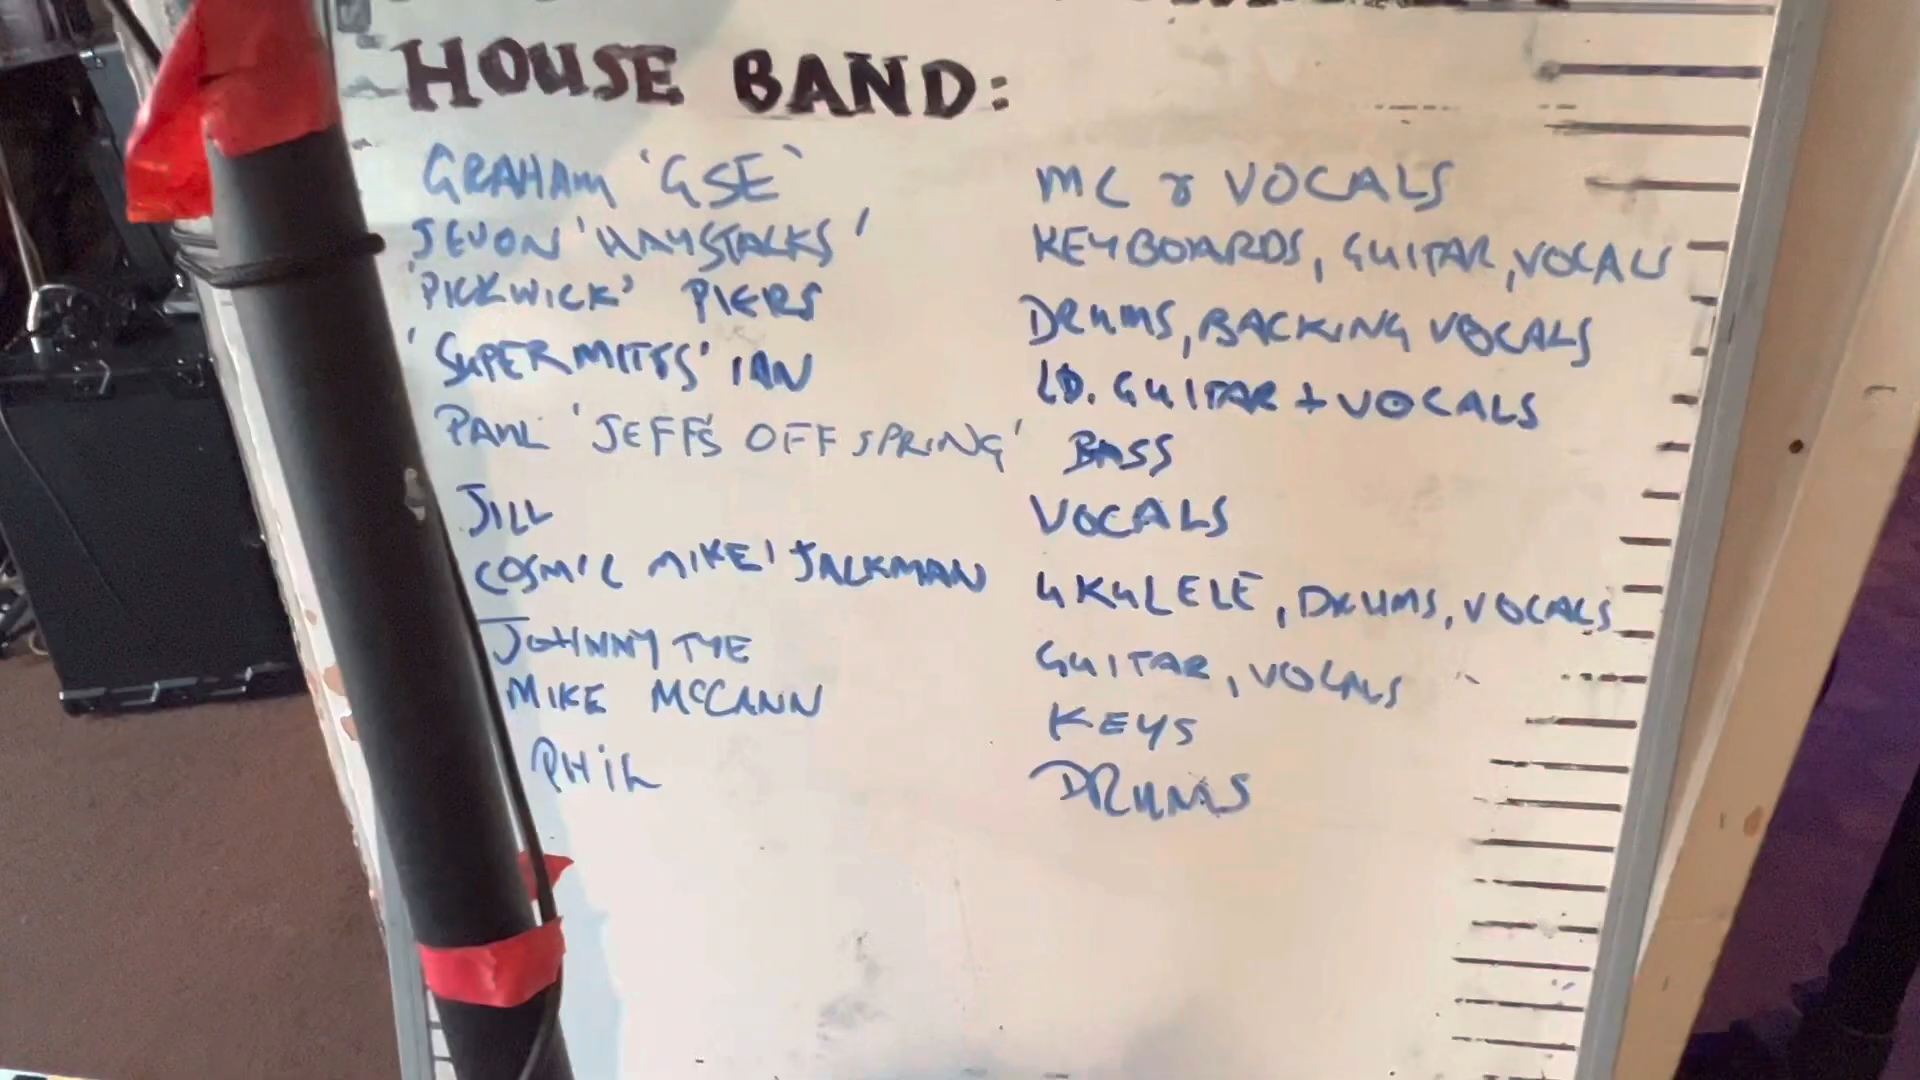 HOUSE BAND:
GRAHAM 'GSE' MC & VOCALS
JEVON 'HAYSTACKS' KEYBOARDS, GUITAR, VOCALS
'PICKWICK' PIERS DRUMS, BACKING VOCALS
'SUPERMITTS' IAN LD. GUITAR + VOCALS
PAUL 'JEFF'S OFFSPRING' BASS
JILL VOCALS
COSMIC MIKE' JACKMAN UKULELE, DRUMS, VOCALS
JOHNNY TYE GUITAR, VOCALS
MIKE MCCANN KEYS
PHIL DRUMS